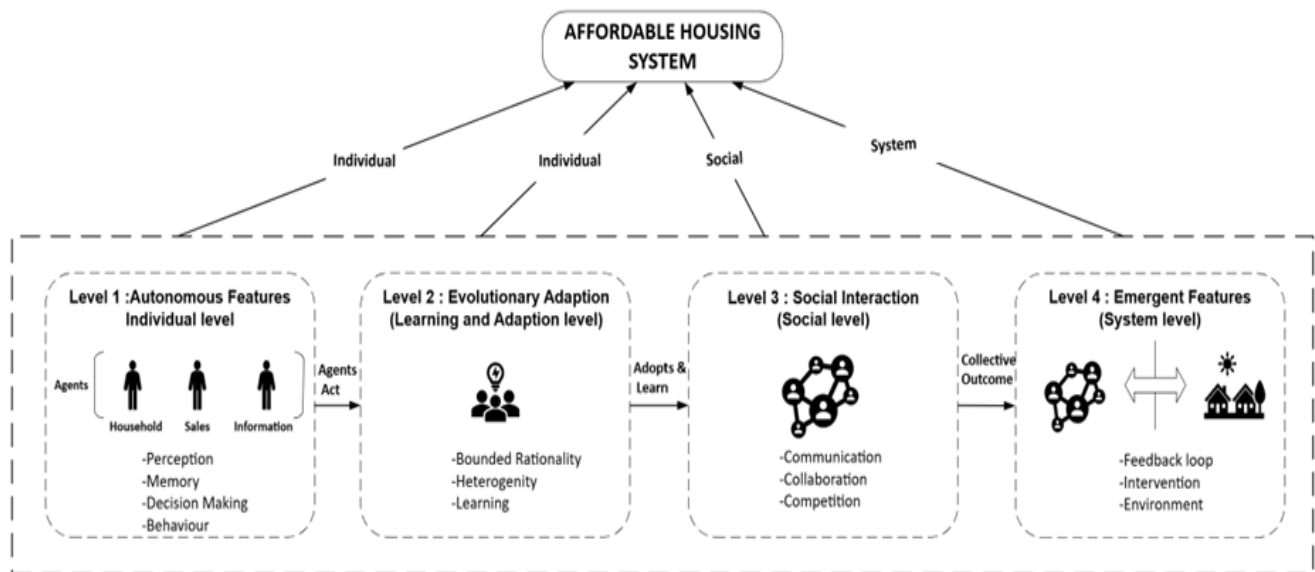 AFFORDABLE HOUSING
SYSTEM
Individual
Individual
Social
System
Level 1 :Autonomous Features
Individual level
Agents
Household
Sales
Information
-Perception
-Memory
-Decision Making
-Behaviour
Agents
Act
Level 2 : Evolutionary Adaption
(Learning and Adaption level)
-Bounded Rationality
-Heterogenity
-Learning
Adopts &
Learn
Level 3 : Social Interaction
(Social level)
-Communication
-Collaboration
-Competition
Collective
Outcome
Level 4 : Emergent Features
(System level)
-Feedback loop
-Intervention
-Environment